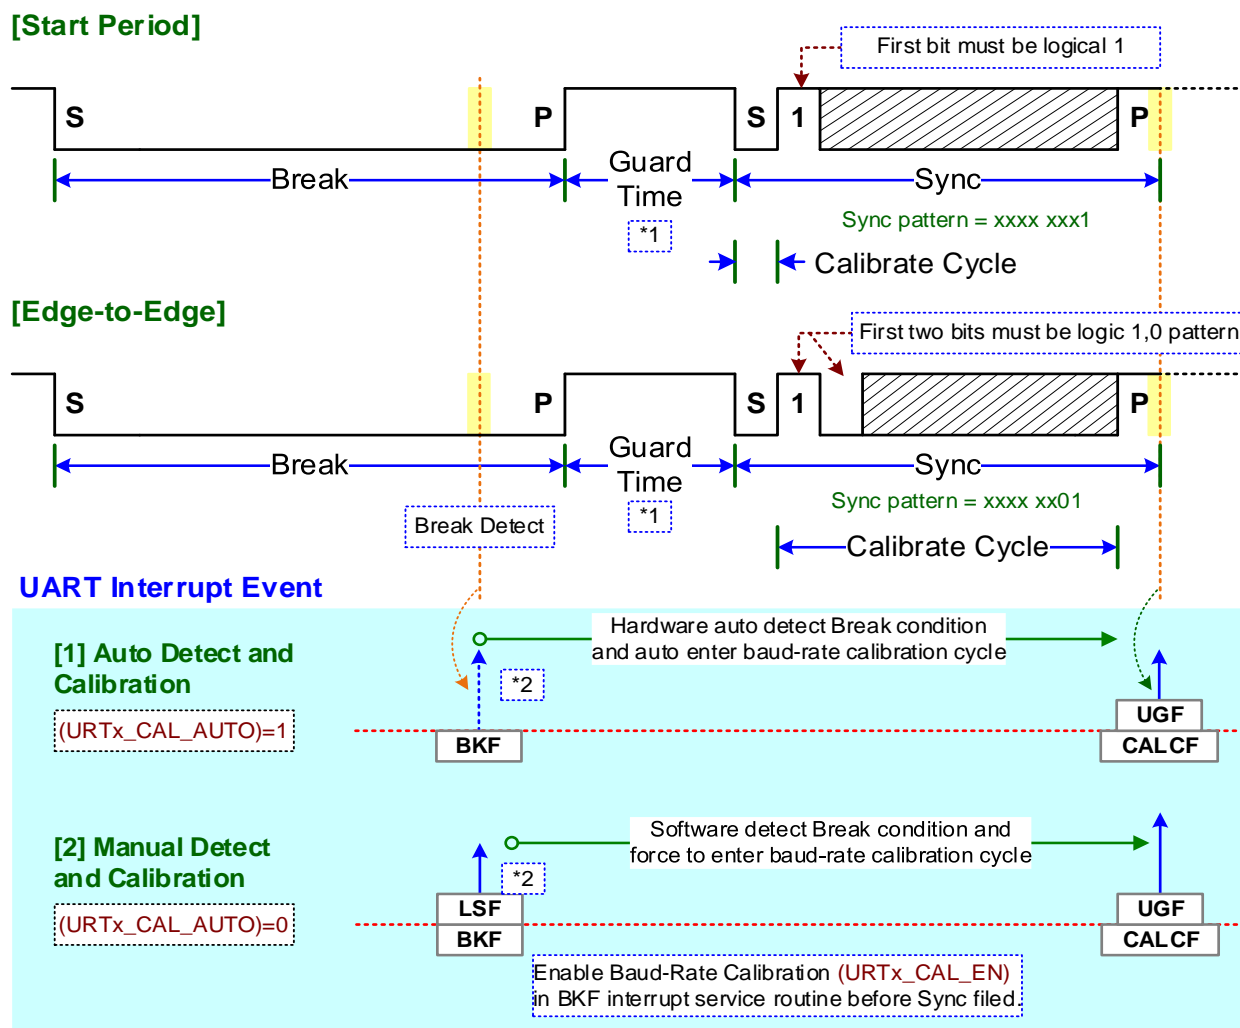 [Start Period]
First bit must be logical 1
S
P
S
1
P
Break
Guard
Time
Sync
*1
Sync pattern = xxxx xxx1
Calibrate Cycle
[Edge-to-Edge]
First two bits must be logic 1,0 pattern
S
P
S
1
P
Break
Guard
Time
Sync
*1
Sync pattern = xxxx xx01
Break Detect
Calibrate Cycle
UART Interrupt Event
[1] Auto Detect and
Calibration
(URTx_CAL_AUTO)=1
Hardware auto detect Break condition
and auto enter baud-rate calibration cycle
*2
BKF
UGF
CALCF
[2] Manual Detect
and Calibration
(URTx_CAL_AUTO)=0
Software detect Break condition and
force to enter baud-rate calibration cycle
*2
LSF
BKF
UGF
CALCF
Enable Baud-Rate Calibration (URTx_CAL_EN)
in BKF interrupt service routine before Sync filed.